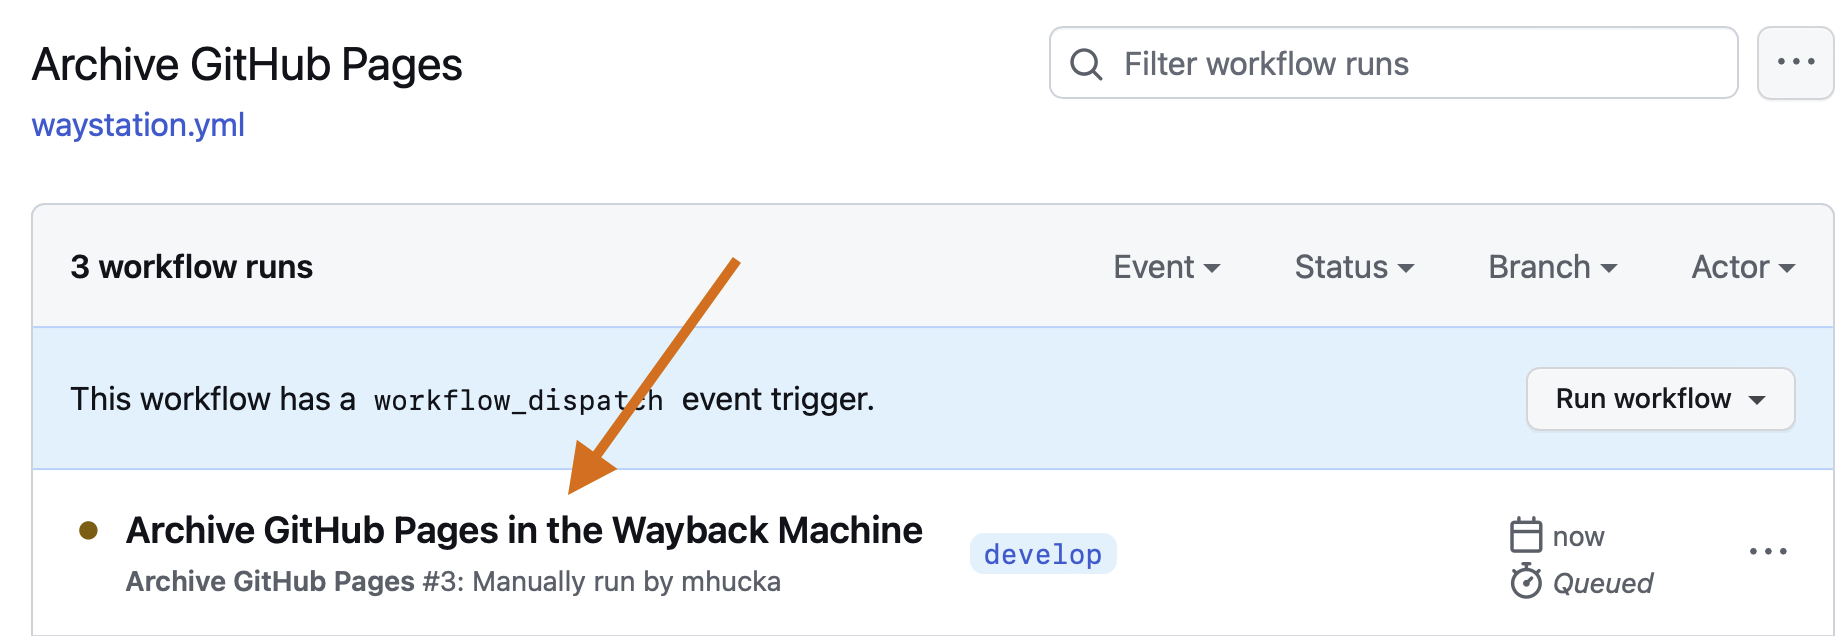 Archive GitHub Pages
Filter workflow runs
waystation.yml
3 workflow runs
Event
Status
Branch
Actor
This workflow has a workflow_dispatch event trigger.
Run workflow
Archive GitHub Pages in the Wayback Machine
Archive GitHub Pages #3: Manually run by mhucka
develop
now
Queued